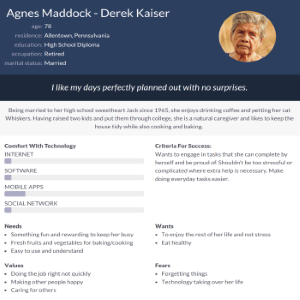 Agnes Maddock - Derek Kaiser
age: 78
residence: Allentown, Pennsylvania
education: High School Diploma
occupation: Retired
marital status: Married
I like my days perfectly planned out with no surprises.
Being married to her high school sweetheart Jack since 1965, she enjoys drinking coffee and petting her cat
Whiskers. Having raised two kids and put them through college, she is a natural caregiver and likes to keep the
house tidy while also cooking and baking.
Comfort With Technology
INTERNET
SOFTWARE
MOBILE APPS
SOCIAL NETWORK
Criteria For Success:
Wants to engage in tasks that she can complete by
herself and be proud of. Shouldn't be too stressful or
complicated where extra help is necessary. Make
doing everyday tasks easier.
Needs
• Something fun and rewarding to keep her busy
• Fresh fruits and vegetables for baking/cooking
• Easy to use and understand
Wants
• To enjoy the rest of her life and not stress
• Eat healthy
Values
• Doing the job right not quickly
• Making other people happy
• Caring for others
Fears
• Forgetting things
• Technology taking over her life